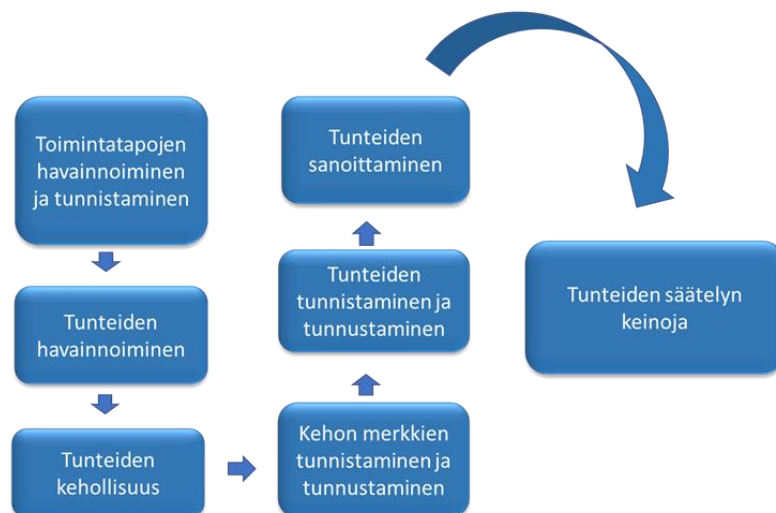 Toimintatapojen
havainnoiminen
ja tunnistaminen
Tunteiden
havainnoiminen
Tunteiden
kehollisuus
Kehon merkkien
tunnistaminen ja
tunnustaminen
Tunteiden
tunnistaminen ja
tunnustaminen
Tunteiden
sanoittaminen
Tunteiden säätelyn
keinoja